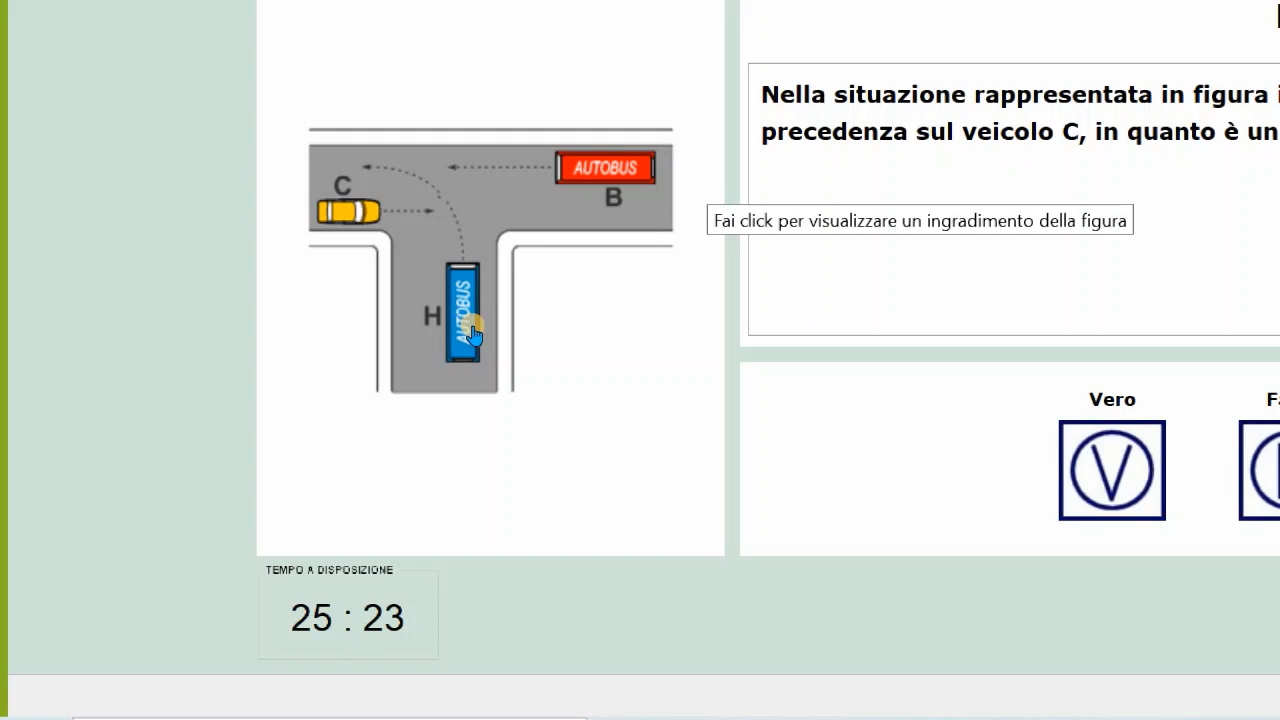 Nella situazione rappresentata in figura
precedenza sul veicolo C, in quanto è un
AUTOBUS
C
B
Fai click per visualizzare un ingradimento della figura
AUTOBUS
H
Vero
V
TEMPO A DISPOSIZIONE
25 : 23